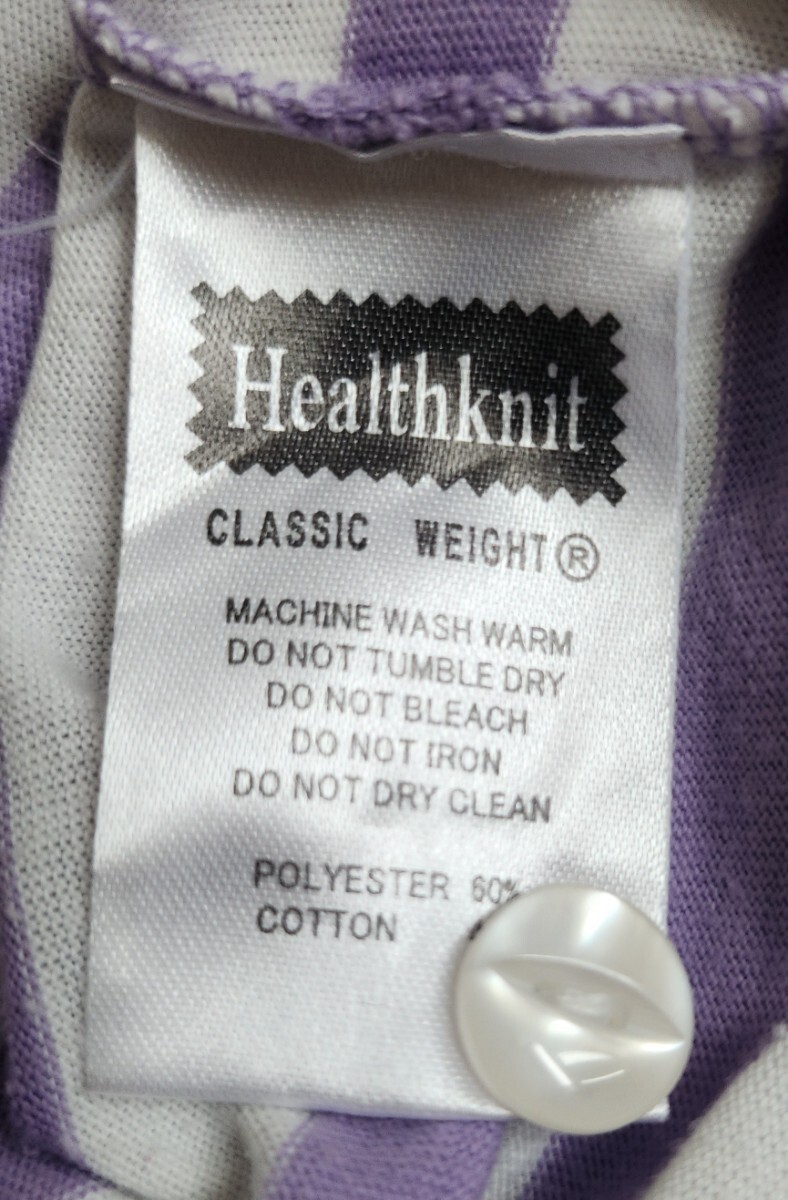 Healthknit
CLASSIC WEIGHT®
MACHINE WASH WARM
DO NOT TUMBLE DRY
DO NOT BLEACH
DO NOT IRON
DO NOT DRY CLEAN
POLYESTER 60%
COTTON